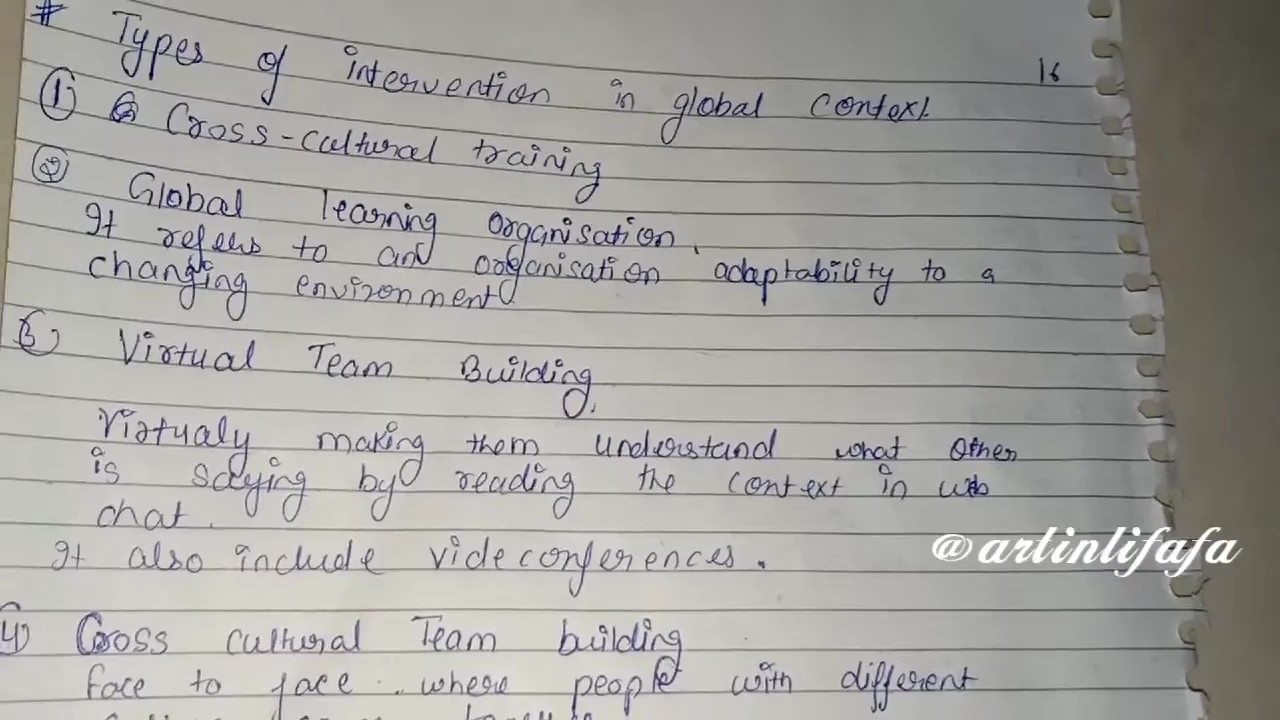 # Types of intervention in global context.
16
① Cross-cultural training
② Global learning organisation.
It refers to an organisation adaptability to a
changing environment
③ Virtual Team Building.
Virtualy making them understand what other
is saying by reading the context in web
chat.
It also include videconferences.
@artinlifafa
④ Cross cultural Team building
face to face.. where people with different